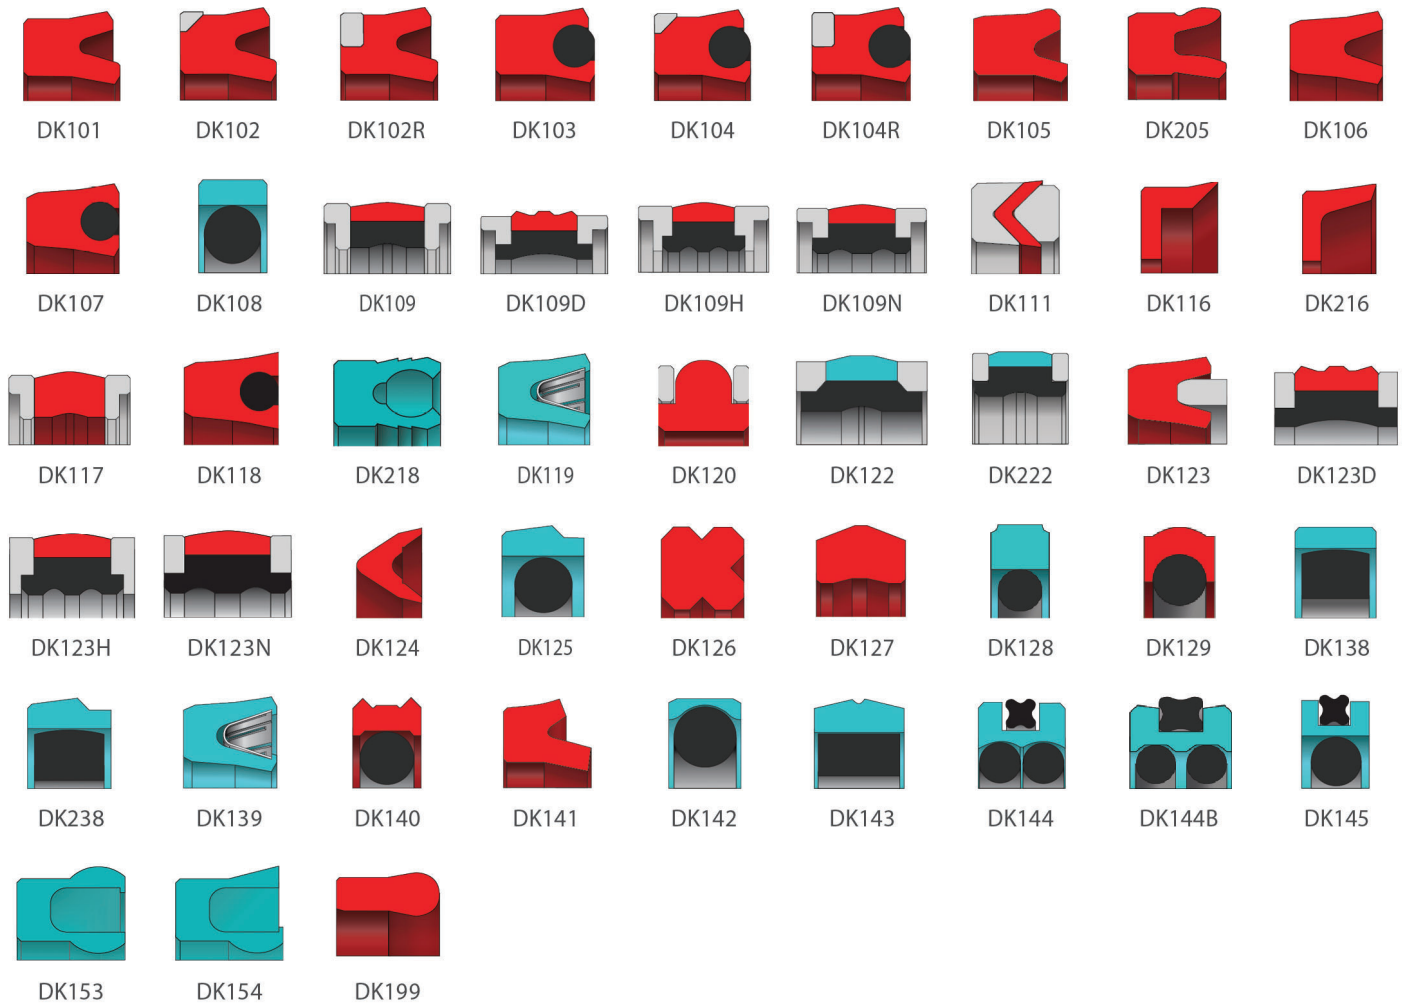 DK101 DK102 DK102R DK103 DK104 DK104R DK105 DK205 DK106
DK107 DK108 DK109 DK109D DK109H DK109N DK111 DK116 DK216
DK117 DK118 DK218 DK119 DK120 DK122 DK222 DK123 DK123D
DK123H DK123N DK124 DK125 DK126 DK127 DK128 DK129 DK138
DK238 DK139 DK140 DK141 DK142 DK143 DK144 DK144B DK145
DK153 DK154 DK199